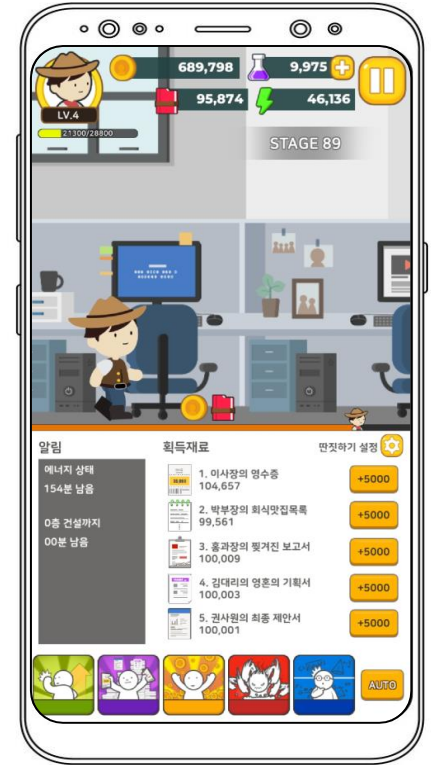 689,798
9,975
95,874
46,136
LV.4
21300/28800
STAGE 89
알림
획득재료
딴짓하기 설정
에너지 상태
154분 남음
0층 건설까지
00분 남음
1. 이사장의 영수증
104,657
+5000
2. 박부장의 회식맛집목록
99,561
+5000
3. 홍과장의 찢겨진 보고서
100,009
+5000
4. 김대리의 영혼의 기획서
100,003
+5000
5. 권사원의 최종 제안서
100,001
+5000
AUTO